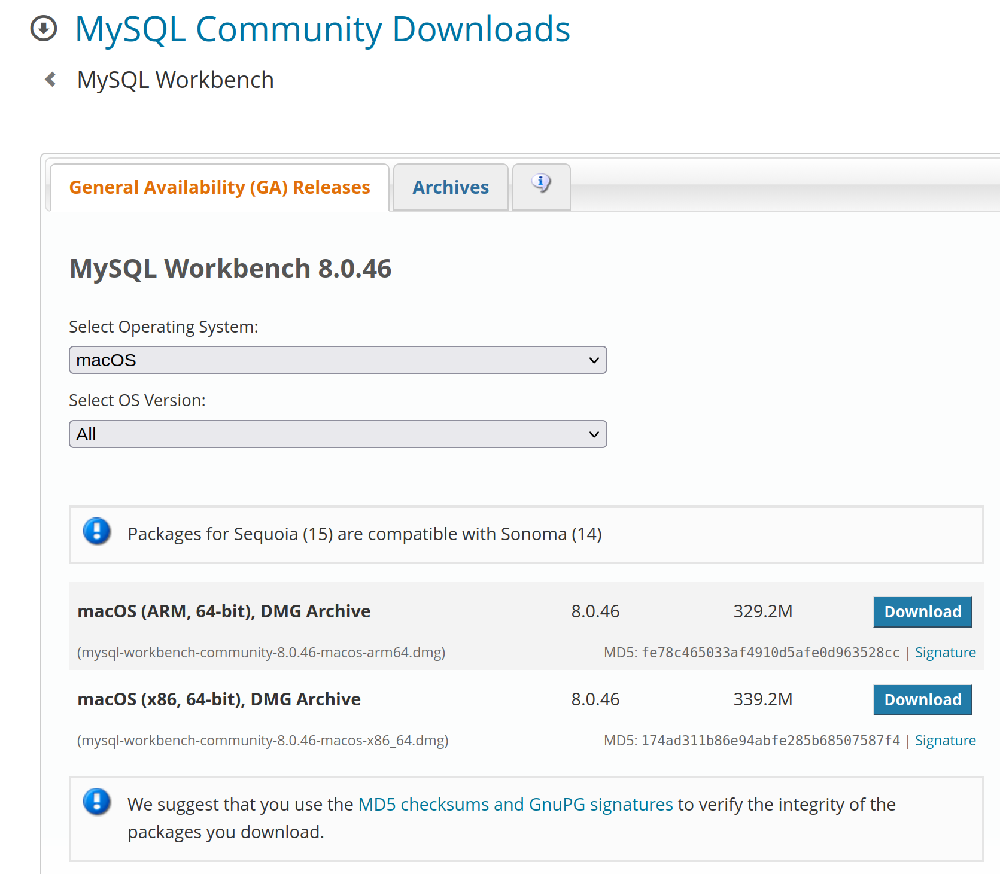 MySQL Community Downloads
MySQL Workbench
General Availability (GA) Releases Archives
MySQL Workbench 8.0.46
Select Operating System:
macOS
Select OS Version:
All
Packages for Sequoia (15) are compatible with Sonoma (14)
macOS (ARM, 64-bit), DMG Archive 8.0.46 329.2M Download
(mysql-workbench-community-8.0.46-macos-arm64.dmg) MD5: fe78c465033af4910d5afe0d963528cc | Signature
macOS (x86, 64-bit), DMG Archive 8.0.46 339.2M Download
(mysql-workbench-community-8.0.46-macos-x86_64.dmg) MD5: 174ad311b86e94abfe285b68507587f4 | Signature
We suggest that you use the MD5 checksums and GnuPG signatures to verify the integrity of the
packages you download.